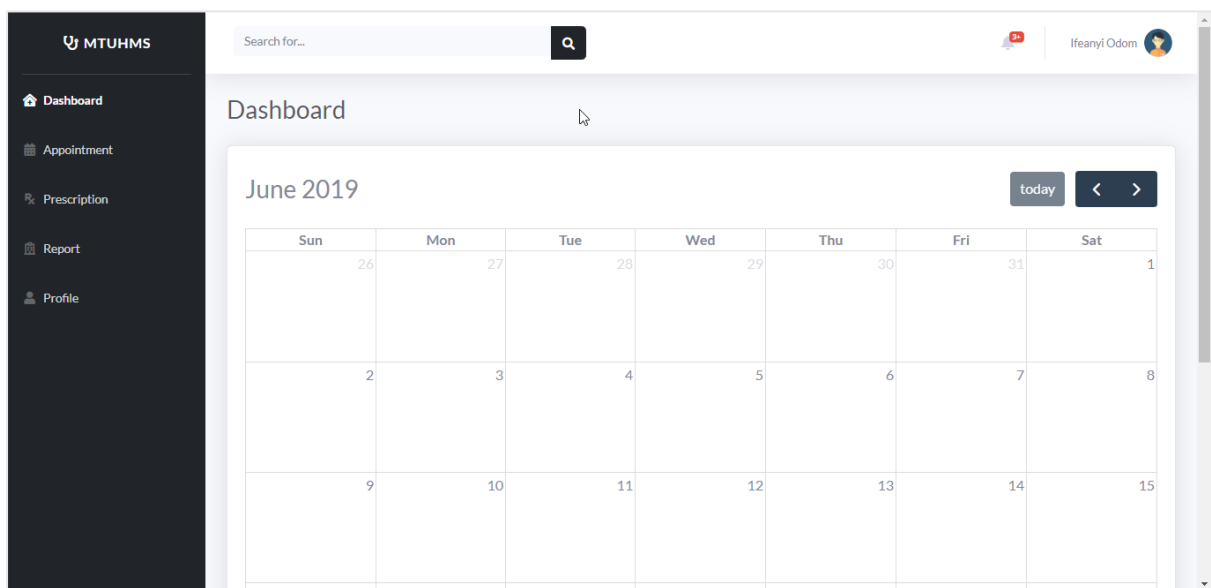 MTUHMS
Search for...
3+
Ifeanyi Odom
Dashboard
Appointment
Prescription
Report
Profile
Dashboard
June 2019
today
Sun Mon Tue Wed Thu Fri Sat
26 27 28 29 30 31 1
2 3 4 5 6 7 8
9 10 11 12 13 14 15